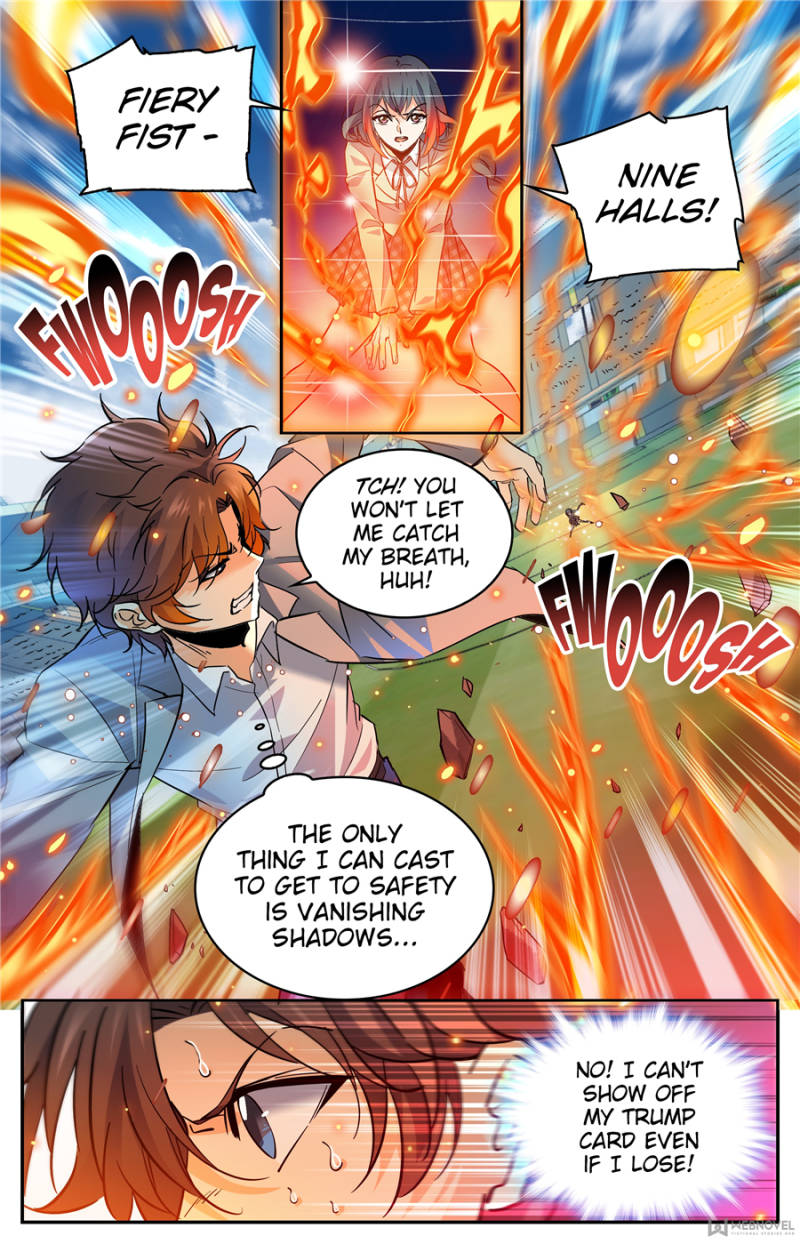 FIERY
FIST -
NINE
HALLS!
FWOOOSH
TCH! YOU
WON'T LET
ME CATCH
MY BREATH,
HUH!
FWOOOSH
THE ONLY
THING I CAN CAST
TO GET TO SAFETY
IS VANISHING
SHADOWS...
NO! I CAN'T
SHOW OFF
MY TRUMP
CARD EVEN
IF I LOSE!
WEBNOVEL